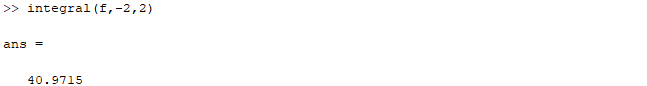 >> integral(f,-2,2)
ans =
40.9715